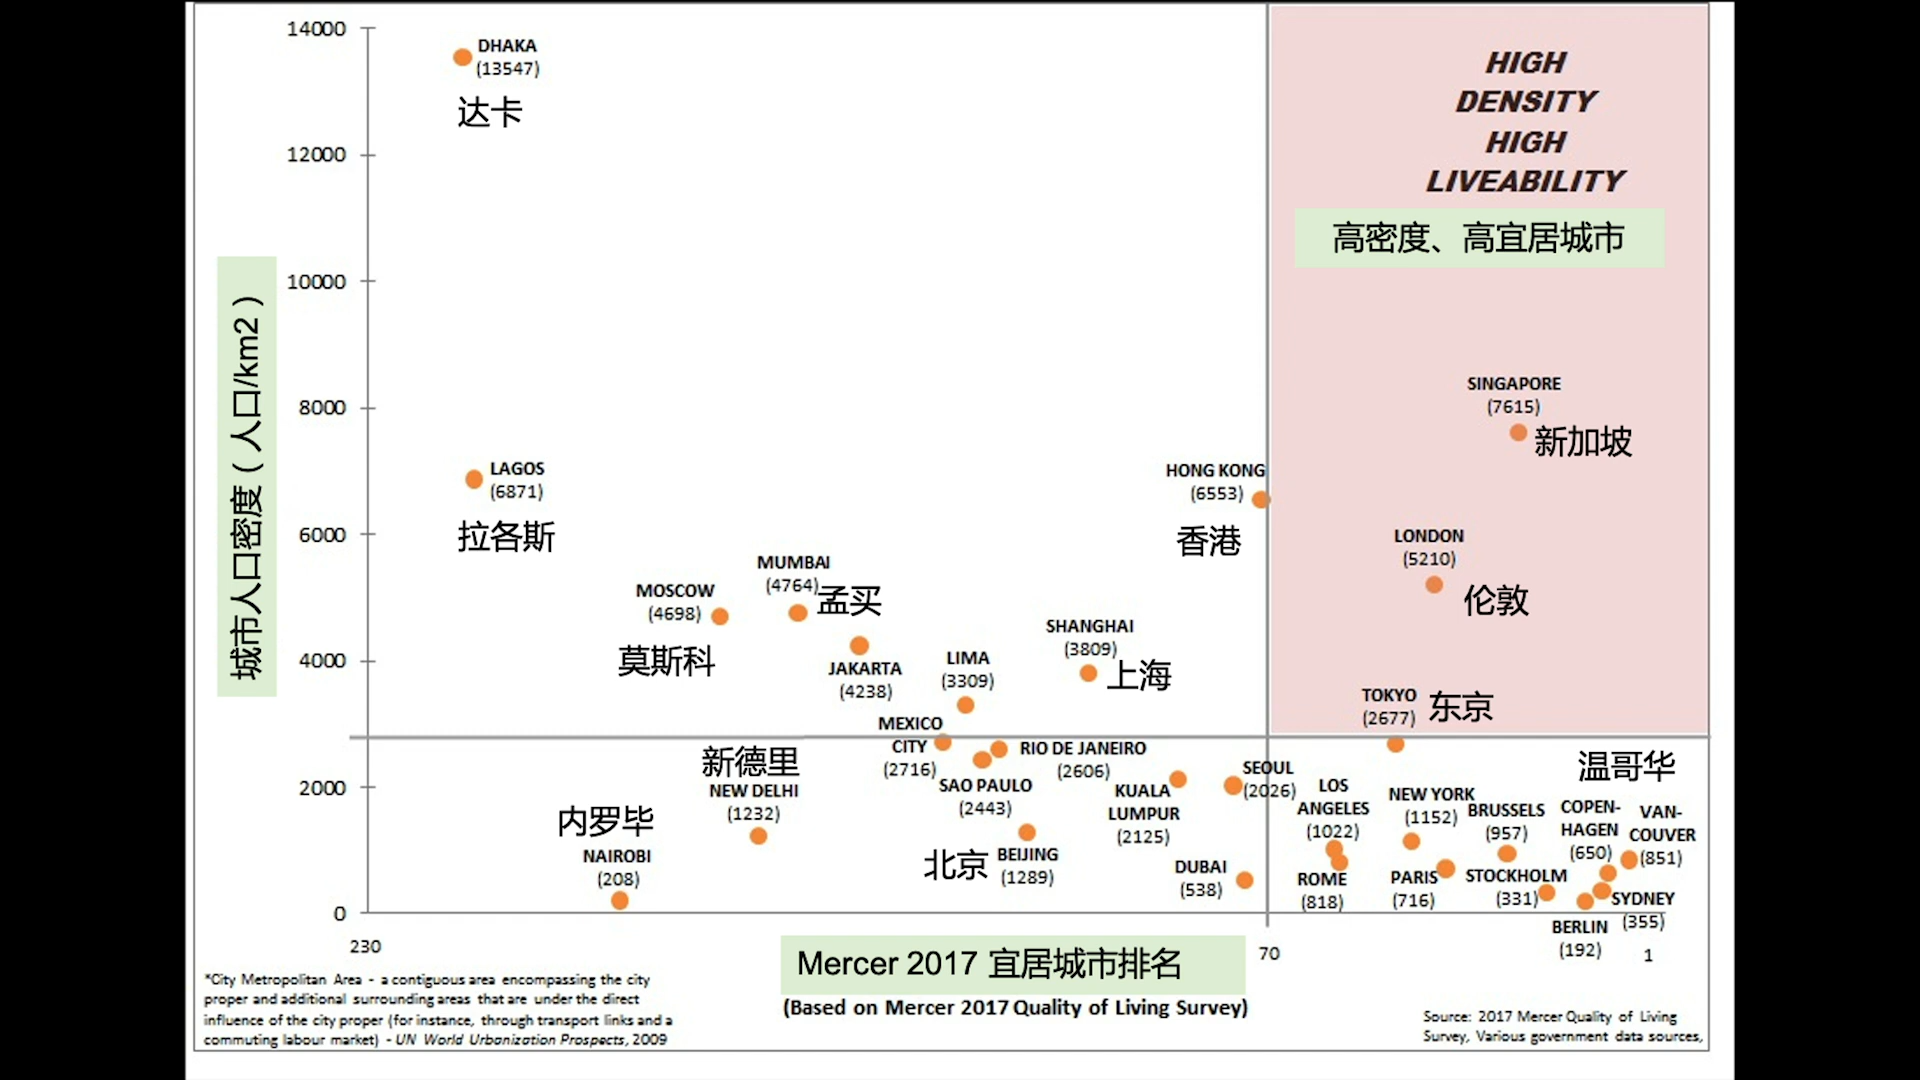 14000
12000
10000
8000
6000
4000
2000
0
城市人口密度（人口/km2）
HIGH
DENSITY
HIGH
LIVEABILITY
高密度、高宜居城市
DHAKA
(13547)
达卡
SINGAPORE
(7615)
新加坡
LAGOS
(6871)
拉各斯
HONG KONG
(6553)
香港
LONDON
(5210)
伦敦
MUMBAI
(4764)
孟买
MOSCOW
(4698)
莫斯科
JAKARTA
(4238)
LIMA
(3309)
SHANGHAI
(3809)
上海
TOKYO
(2677)
东京
MEXICO
CITY
(2716)
RIO DE JANEIRO
(2606)
SAO PAULO
(2443)
新德里
NEW DELHI
(1232)
内罗毕
NAIROBI
(208)
北京
BEIJING
(1289)
KUALA
LUMPUR
(2125)
SEOUL
(2026)
DUBAI
(538)
LOS
ANGELES
(1022)
ROME
(818)
NEW YORK
(1152)
PARIS
(716)
BRUSSELS
(957)
STOCKHOLM
(331)
COPEN-
HAGEN
(650)
温哥华
VAN-
COUVER
(851)
SYDNEY
(355)
BERLIN
(192)
230
70
1
Mercer 2017 宜居城市排名
(Based on Mercer 2017 Quality of Living Survey)
*City Metropolitan Area - a contiguous area encompassing the city
proper and additional surrounding areas that are under the direct
influence of the city proper (for instance, through transport links and a
commuting labour market) - UN World Urbanization Prospects, 2009
Source: 2017 Mercer Quality of Living
Survey, Various government data sources,